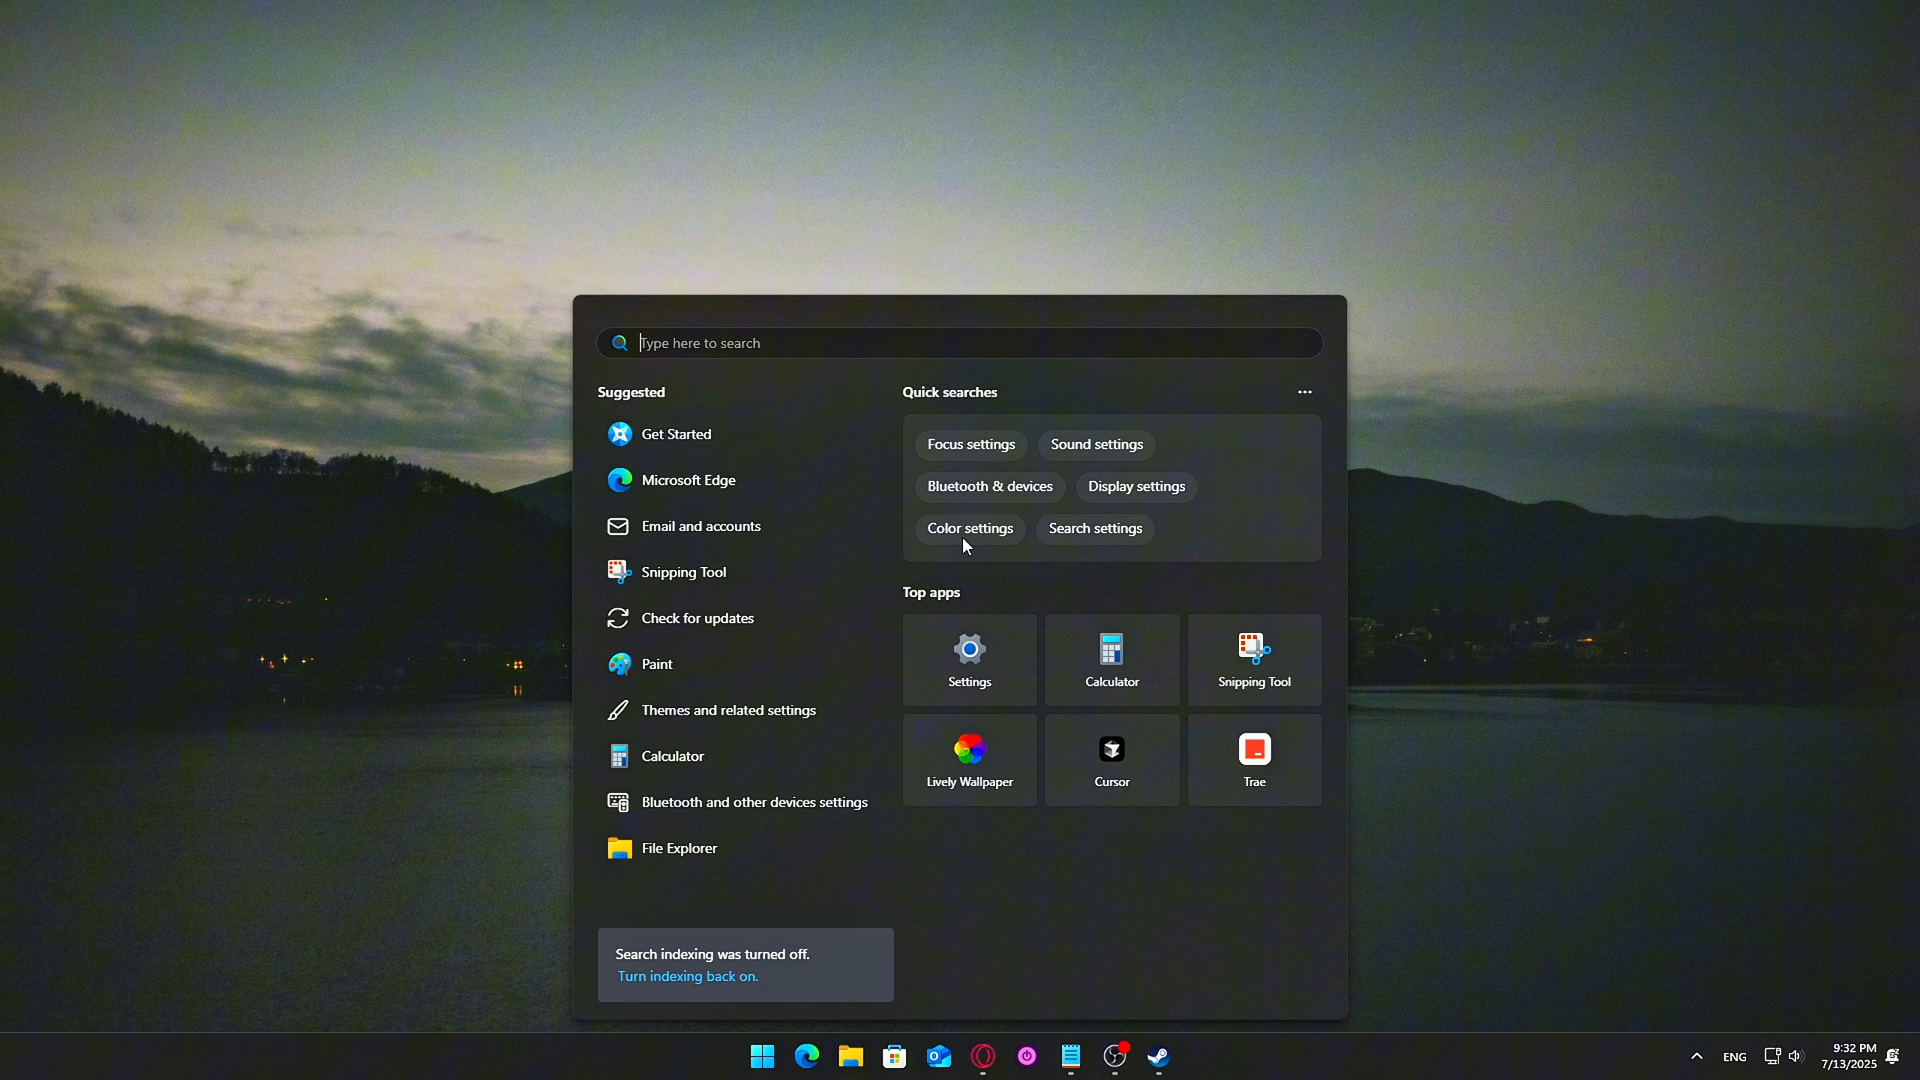 Type here to search
Suggested
Get Started
Microsoft Edge
Email and accounts
Snipping Tool
Check for updates
Paint
Themes and related settings
Calculator
Bluetooth and other devices settings
File Explorer
Search indexing was turned off.
Turn indexing back on.
Quick searches
Focus settings Sound settings
Bluetooth & devices Display settings
Color settings Search settings
Top apps
Settings Calculator Snipping Tool
Lively Wallpaper Cursor Trae
ENG
9:32 PM
7/13/2025